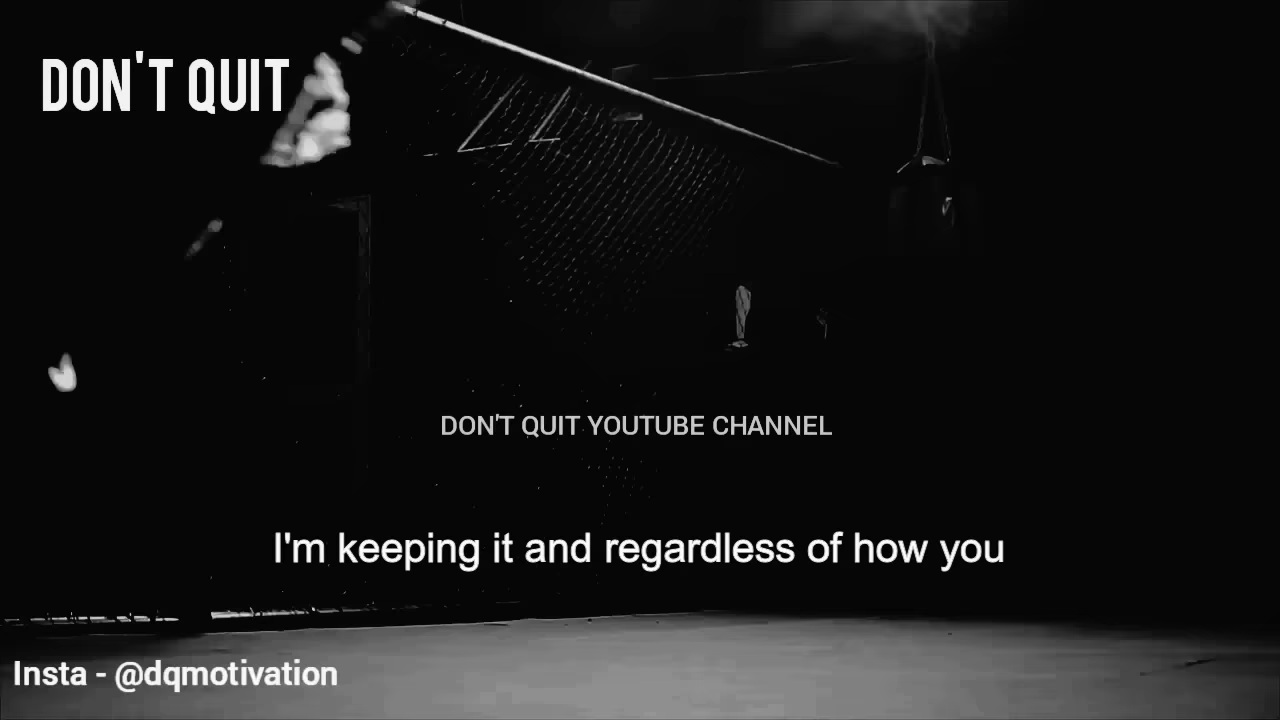 DON'T QUIT
DON'T QUIT YOUTUBE CHANNEL
I'm keeping it and regardless of how you
Insta - @dqmotivation